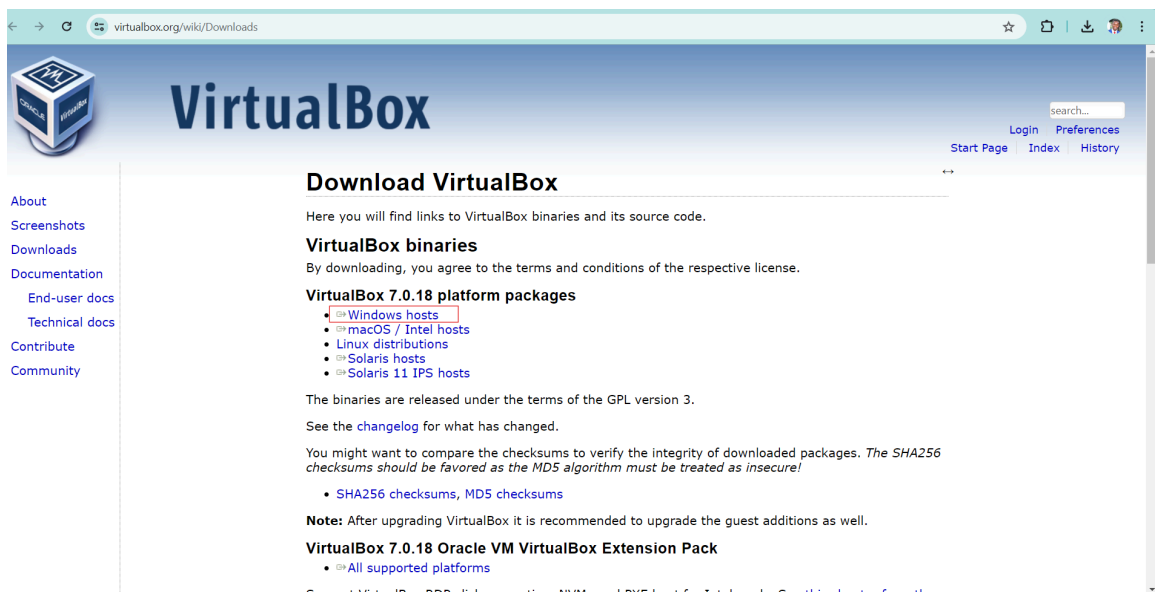 virtualbox.org/wiki/Downloads
ORACLE
VirtualBox
VirtualBox
search...
Login Preferences
Start Page Index History
About
Screenshots
Downloads
Documentation
End-user docs
Technical docs
Contribute
Community
Download VirtualBox
Here you will find links to VirtualBox binaries and its source code.
VirtualBox binaries
By downloading, you agree to the terms and conditions of the respective license.
VirtualBox 7.0.18 platform packages
Windows hosts
macOS / Intel hosts
Linux distributions
Solaris hosts
Solaris 11 IPS hosts
The binaries are released under the terms of the GPL version 3.
See the changelog for what has changed.
You might want to compare the checksums to verify the integrity of downloaded packages. The SHA256
checksums should be favored as the MD5 algorithm must be treated as insecure!
SHA256 checksums, MD5 checksums
Note: After upgrading VirtualBox it is recommended to upgrade the guest additions as well.
VirtualBox 7.0.18 Oracle VM VirtualBox Extension Pack
All supported platforms